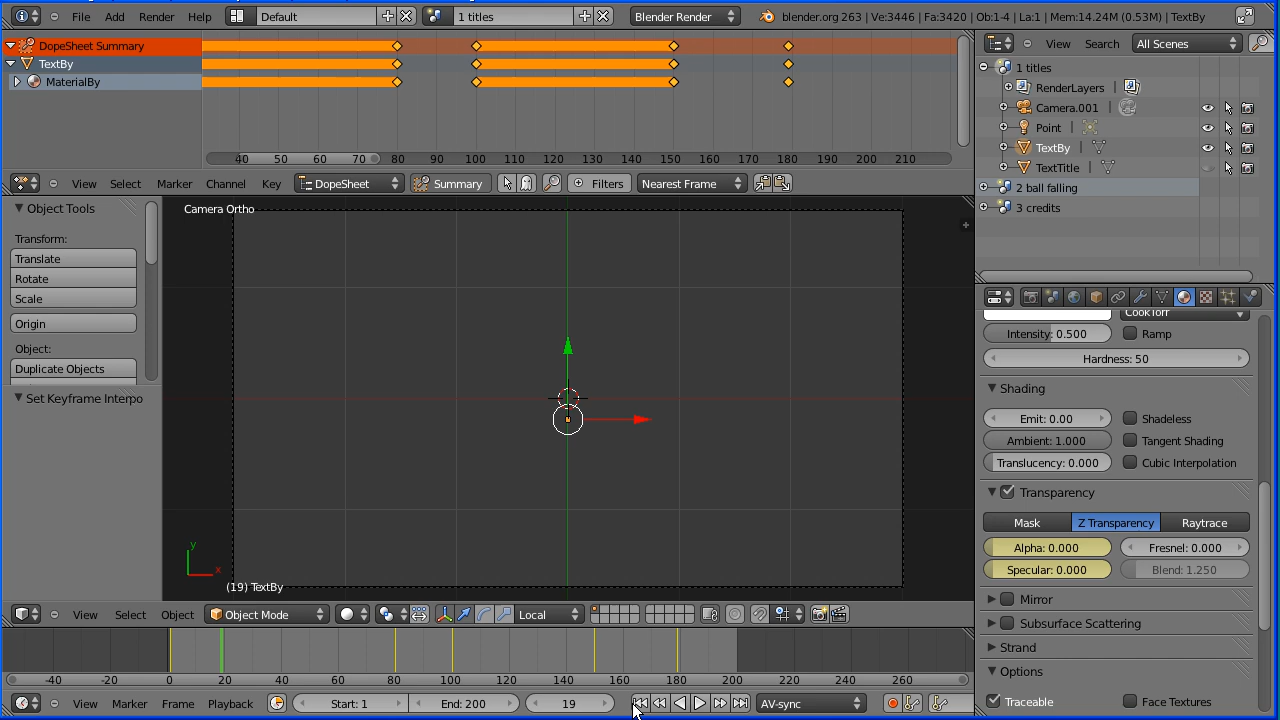 File Add Render Help Default 1 titles Blender Render blender.org 263 | Ve:3446 | Fa:3420 | Ob:1-4 | La:1 | Mem:14.24M (0.53M) | TextBy
DopeSheet Summary
TextBy
MaterialBy
40 50 60 70 80 90 100 110 120 130 140 150 160 170 180 190 200 210
View Select Marker Channel Key DopeSheet Summary Filters Nearest Frame
View Search All Scenes
1 titles
RenderLayers
Camera.001
Point
TextBy
TextTitle
2 ball falling
3 credits
Object Tools
Transform:
Translate
Rotate
Scale
Origin
Object:
Duplicate Objects
Set Keyframe Interpo
Camera Ortho
y
x
(19) TextBy
CookTorr
Intensity: 0.500 Ramp
Hardness: 50
Shading
Emit: 0.00 Shadeless
Ambient: 1.000 Tangent Shading
Translucency: 0.000 Cubic Interpolation
Transparency
Mask Z Transparency Raytrace
Alpha: 0.000 Fresnel: 0.000
Specular: 0.000 Blend: 1.250
Mirror
Subsurface Scattering
Strand
Options
Traceable Face Textures
View Select Object Object Mode Local
-40 -20 0 20 40 60 80 100 120 140 160 180 200 220 240 260
View Marker Frame Playback Start: 1 End: 200 19 AV-sync